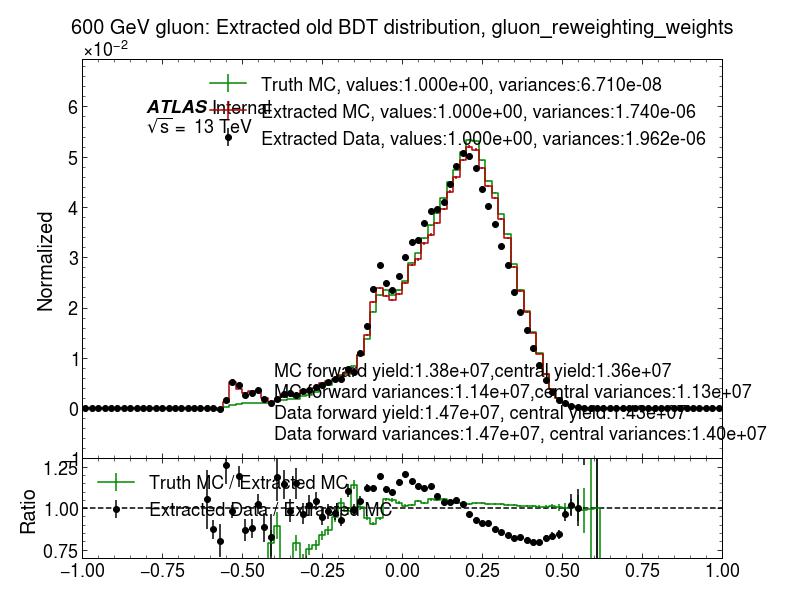 600 GeV gluon: Extracted old BDT distribution, gluon_reweighting_weights
×10⁻²
Truth MC, values:1.000e+00, variances:6.710e-08
ATLAS Internal
Extracted MC, values:1.000e+00, variances:1.740e-06
√s = 13 TeV
Extracted Data, values:1.000e+00, variances:1.962e-06
6
5
4
3
2
1
0
1
Normalized
MC forward yield:1.38e+07,central yield:1.36e+07
MC forward variances:1.14e+07,central variances:1.13e+07
Data forward yield:1.47e+07, central yield:1.43e+07
Data forward variances:1.47e+07, central variances:1.40e+07
1.25
1.00
0.75
Ratio
Truth MC / Extracted MC
Extracted Data / Extracted MC
−1.00 −0.75 −0.50 −0.25 0.00 0.25 0.50 0.75 1.00